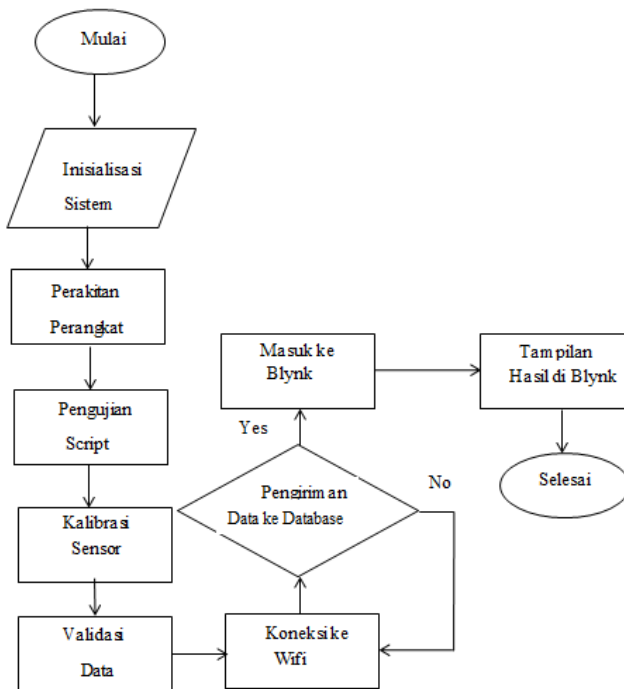 Mulai
Inisialisasi
Sistem
Perakitan
Perangkat
Pengujian
Script
Kalibrasi
Sensor
Validasi
Data
Koneksi ke
Wifi
Pengiriman
Data ke Database
Yes
No
Masuk ke
Blynk
Tampilan
Hasil di Blynk
Selesai